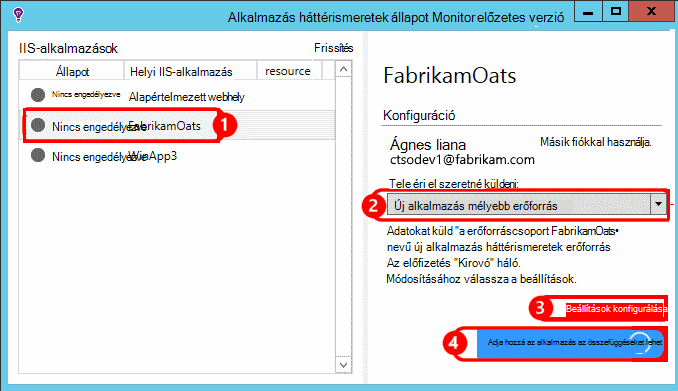 Alkalmazás háttérismeretek állapot Monitor előzetes verzió
IIS-alkalmazások
Frissítés
Állapot
Helyi IIS-alkalmazás
resource
Nincs engedélyezve
Alapértelmezett webhely
Nincs engedélyezve
FabrikamOats
1
Nincs engedélyezve
WinApp3
FabrikamOats
Konfiguráció
Ágnes liana
Másik fiókkal használja.
ctsodev1@fabrikam.com
Tele éri el szeretné küldeni:
2
Új alkalmazás mélyebb erőforrás
Adatokat küld "a erőforráscsoport FabrikamOats•
nevű új alkalmazás háttérismeretek erőforrás
Az előfizetés "Kirovó" háló.
Módosításához válassza a beállítások.
3
Beállítások konfigurálása
4
Adja hozzá az alkalmazás az összefüggéseket lehet